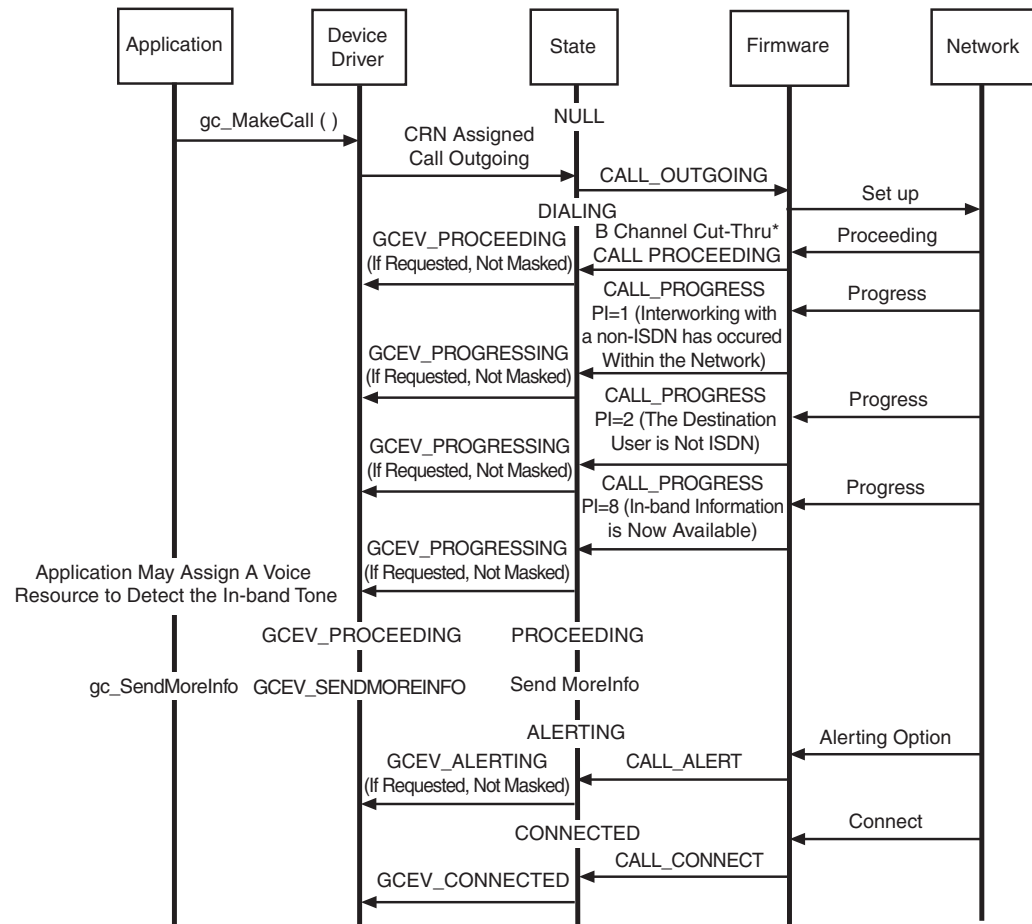 Application
Device
Driver
State
Firmware
Network
NULL
gc_MakeCall ( )
CRN Assigned
Call Outgoing
CALL_OUTGOING
Set up
DIALING
B Channel Cut-Thru*
GCEV_PROCEEDING
(If Requested, Not Masked)
CALL PROCEEDING
Proceeding
CALL_PROGRESS
PI=1 (Interworking with
a non-ISDN has occured
Within the Network)
Progress
GCEV_PROGRESSING
(If Requested, Not Masked)
CALL_PROGRESS
PI=2 (The Destination
User is Not ISDN)
Progress
GCEV_PROGRESSING
(If Requested, Not Masked)
CALL_PROGRESS
PI=8 (In-band Information
is Now Available)
Progress
GCEV_PROGRESSING
(If Requested, Not Masked)
Application May Assign A Voice
Resource to Detect the In-band Tone
GCEV_PROCEEDING
PROCEEDING
gc_SendMoreInfo
GCEV_SENDMOREINFO
Send MoreInfo
ALERTING
Alerting Option
GCEV_ALERTING
(If Requested, Not Masked)
CALL_ALERT
CONNECTED
Connect
CALL_CONNECT
GCEV_CONNECTED